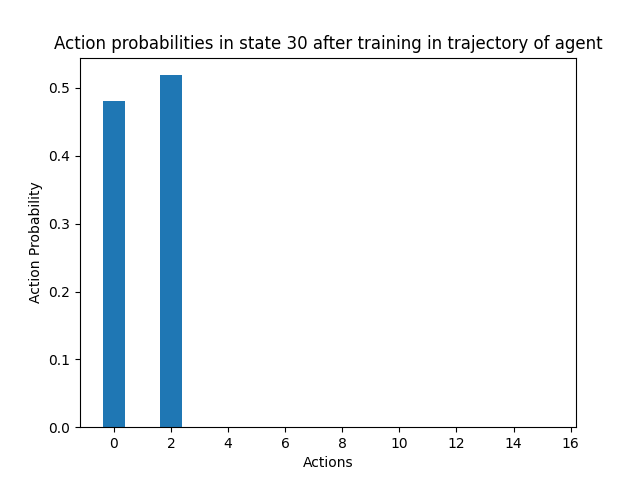 Action probabilities in state 30 after training in trajectory of agent
0.5
0.4
0.3
0.2
0.1
0.0
Action Probability
0 2 4 6 8 10 12 14 16
Actions